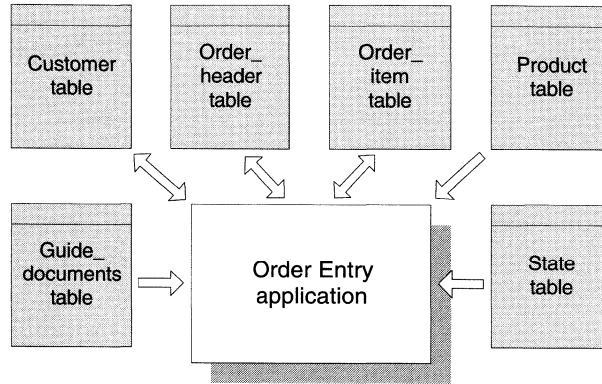 Customer
table
Order_
header
table
Order_
item
table
Product
table
Guide_
documents
table
Order Entry
application
State
table